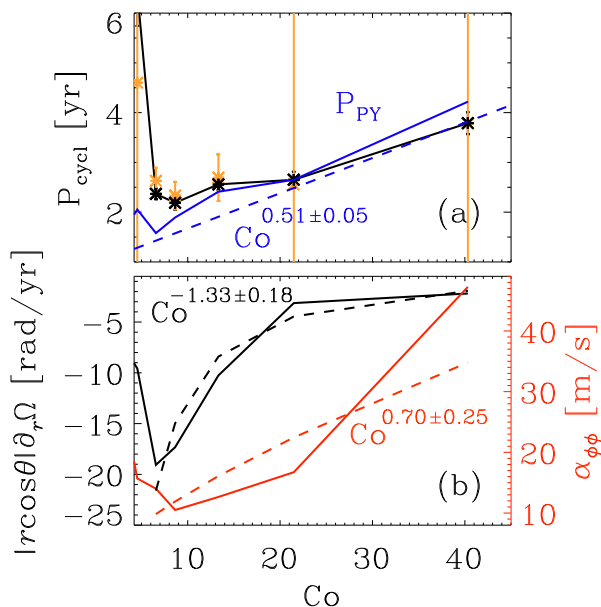 6
4
2
P_cycl [yr]
P_PY
Co^0.51±0.05
(a)
Co^−1.33±0.18
−5
−10
−15
−20
−25
|rcosθ|∂_rΩ [rad/yr]
40
30
20
10
α_ϕϕ [m/s]
Co^0.70±0.25
(b)
10
20
30
40
Co